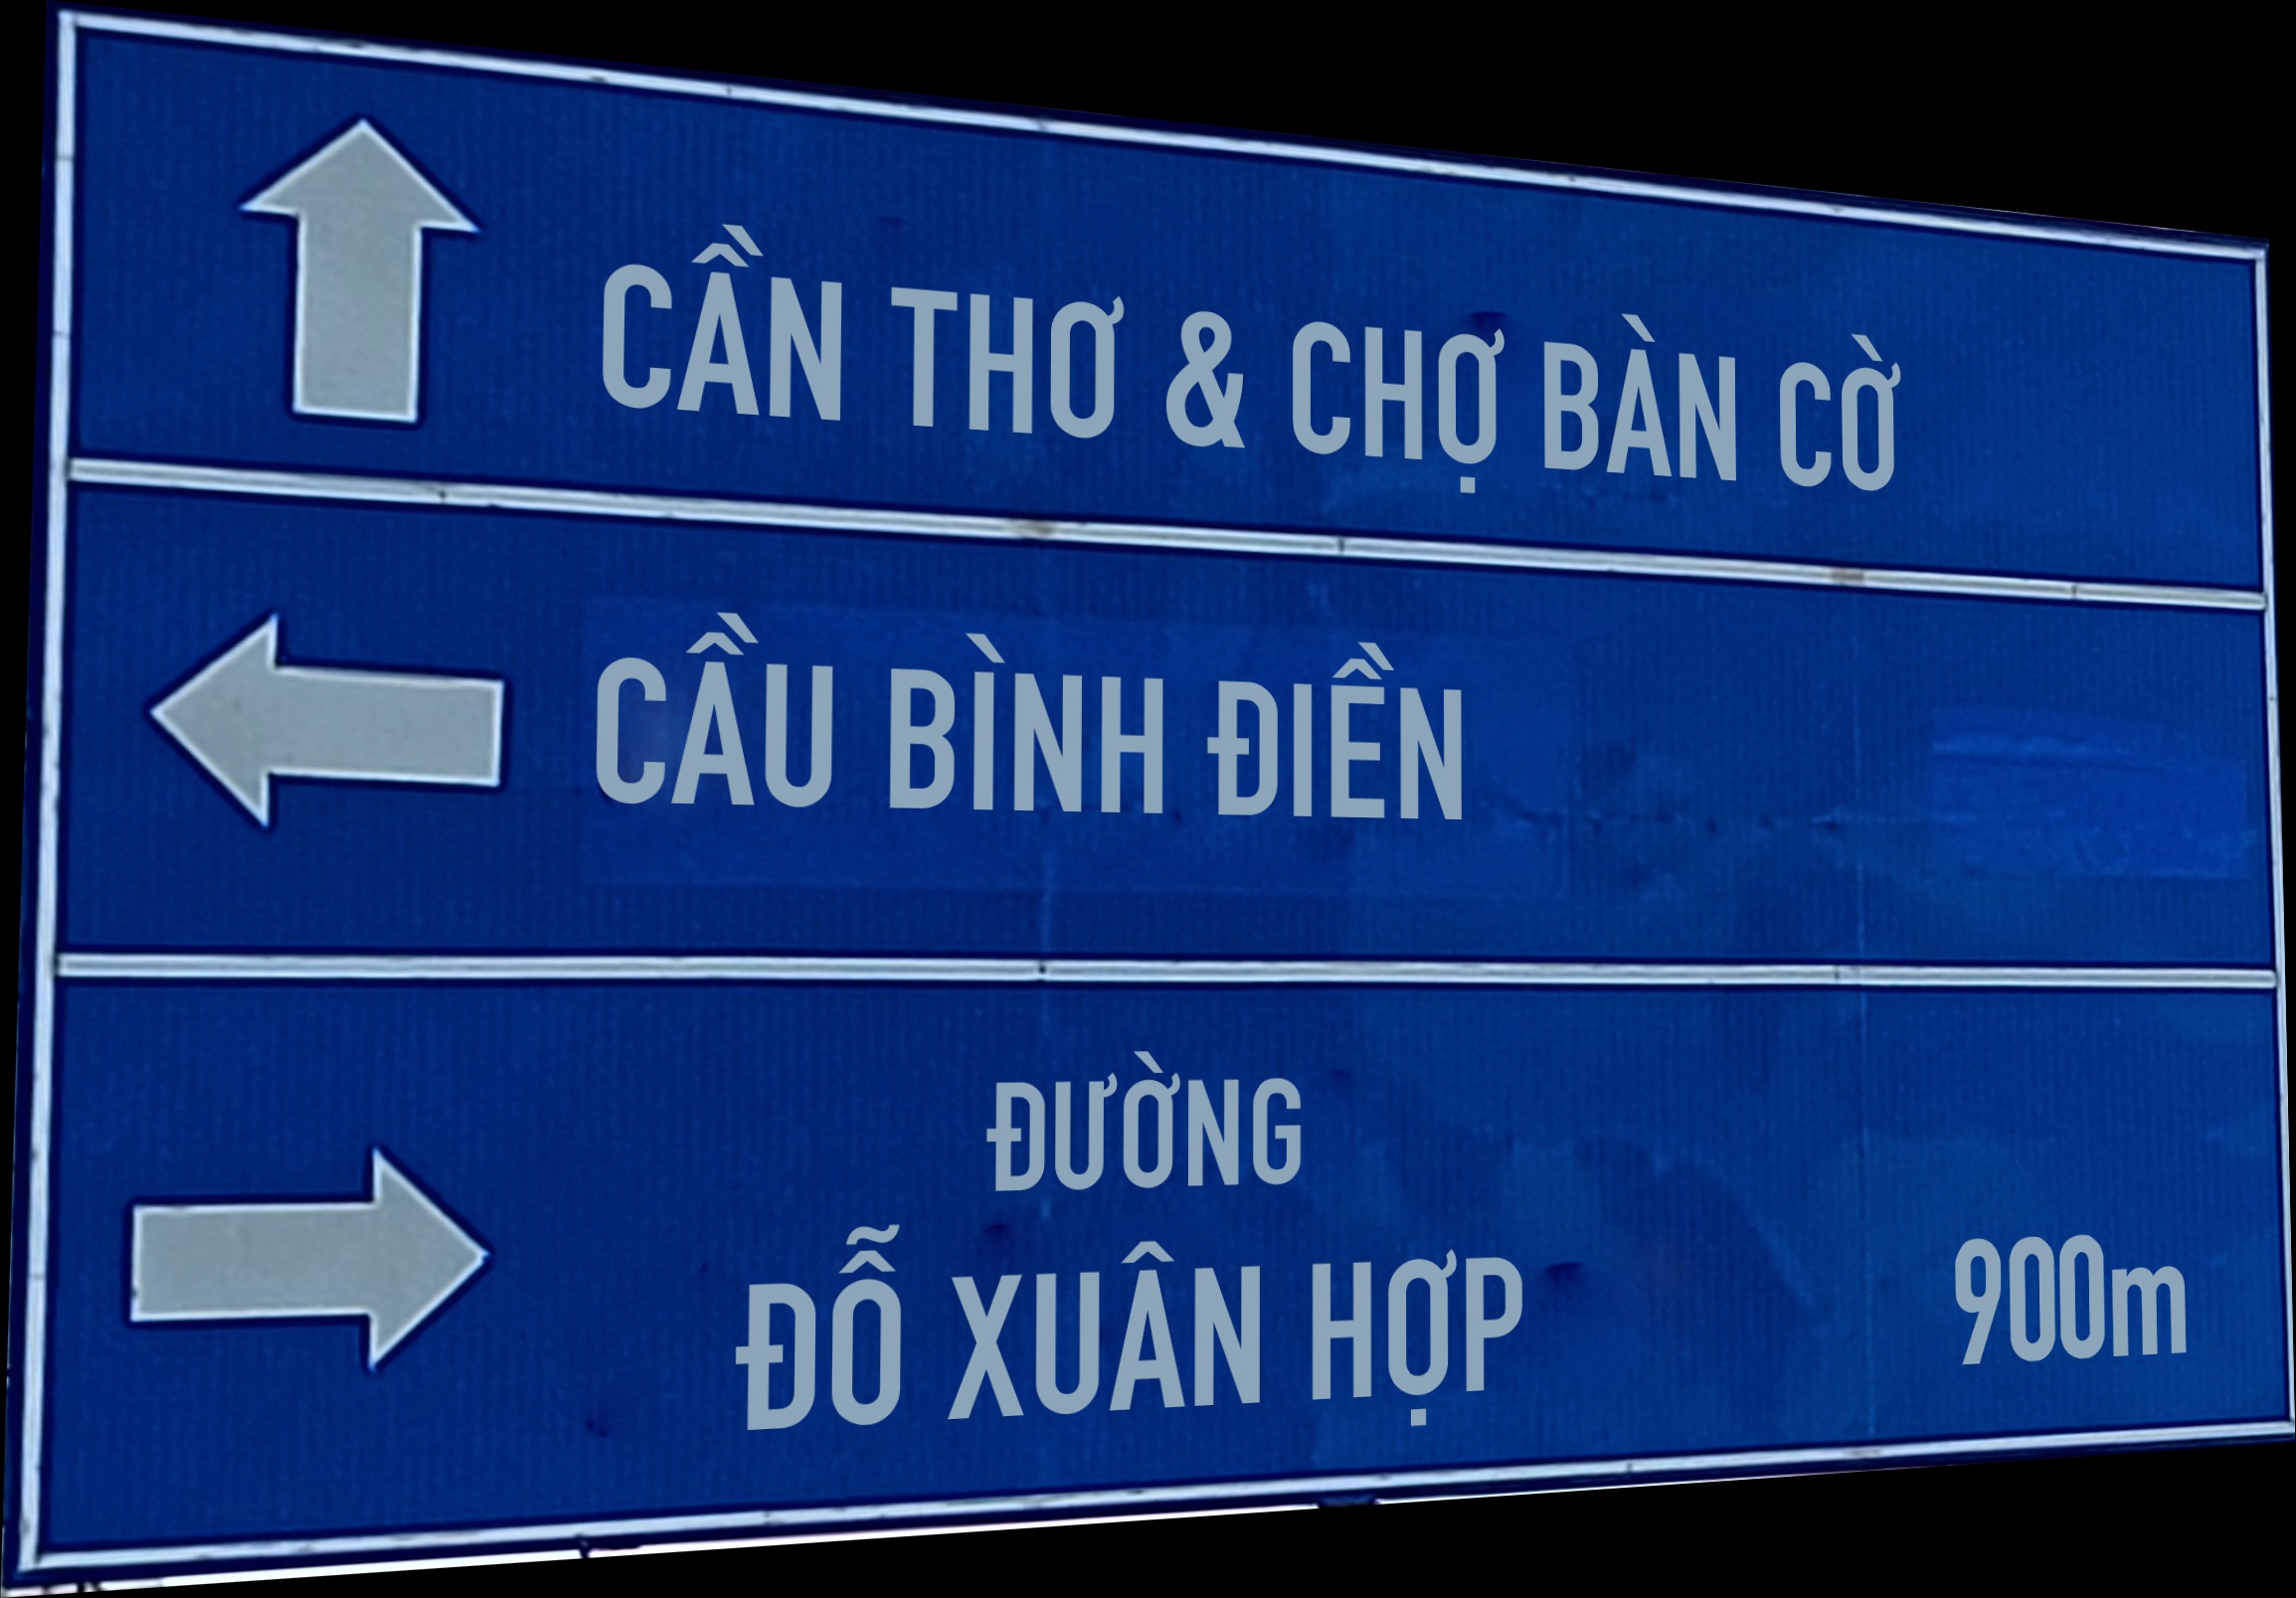 CẦN THƠ & CHỢ BÀN CỜ
CẦU BÌNH ĐIỀN
ĐƯỜNG
ĐỖ XUÂN HỢP
900m